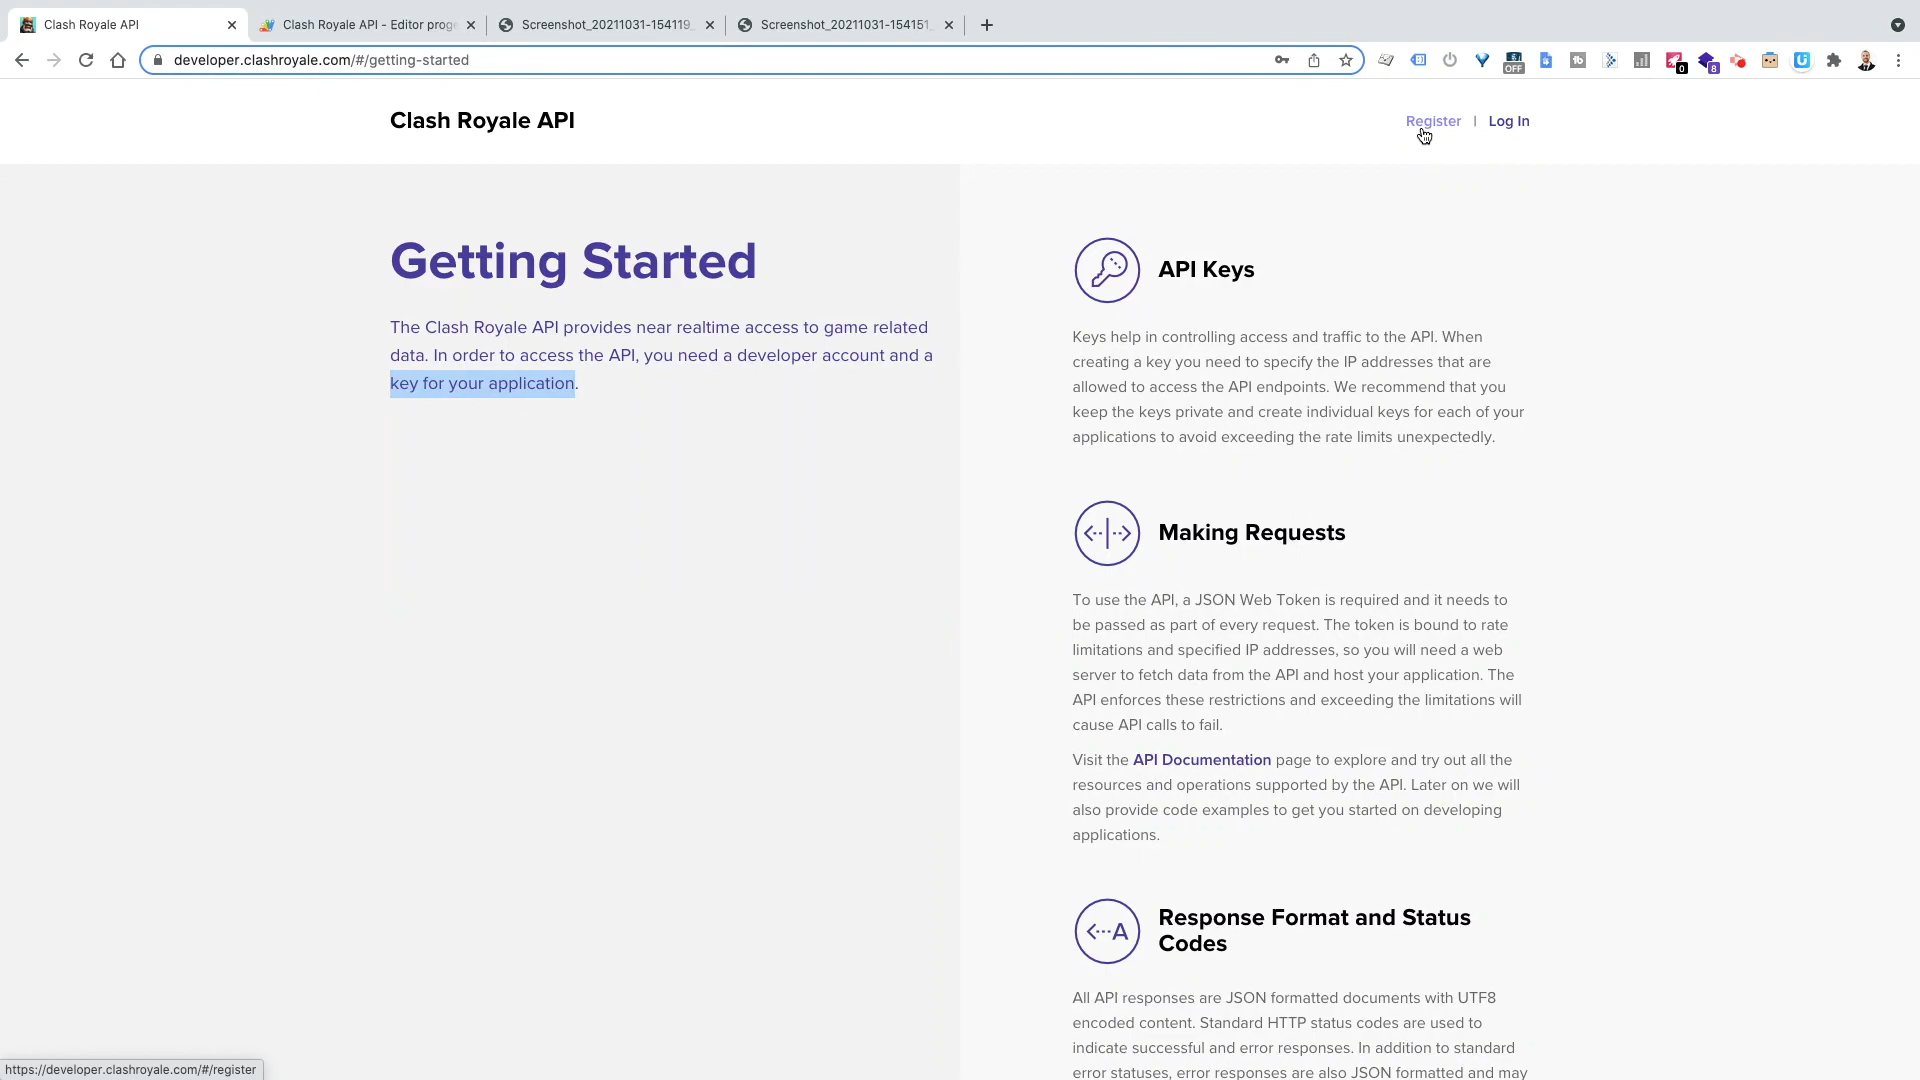 Clash Royale API
Clash Royale API - Editor proge
Screenshot_20211031-154119_
Screenshot_20211031-154151_
developer.clashroyale.com/#/getting-started
OFF
0
8
Clash Royale API
Register | Log In
Getting Started
The Clash Royale API provides near realtime access to game related
data. In order to access the API, you need a developer account and a
key for your application.
API Keys
Keys help in controlling access and traffic to the API. When
creating a key you need to specify the IP addresses that are
allowed to access the API endpoints. We recommend that you
keep the keys private and create individual keys for each of your
applications to avoid exceeding the rate limits unexpectedly.
Making Requests
To use the API, a JSON Web Token is required and it needs to
be passed as part of every request. The token is bound to rate
limitations and specified IP addresses, so you will need a web
server to fetch data from the API and host your application. The
API enforces these restrictions and exceeding the limitations will
cause API calls to fail.
Visit the API Documentation page to explore and try out all the
resources and operations supported by the API. Later on we will
also provide code examples to get you started on developing
applications.
A
Response Format and Status
Codes
All API responses are JSON formatted documents with UTF8
encoded content. Standard HTTP status codes are used to
indicate successful and error responses. In addition to standard
error statuses, error responses are also JSON formatted and may
https://developer.clashroyale.com/#/register